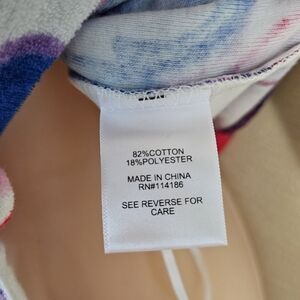 82%COTTON
18%POLYESTER
MADE IN CHINA
RN#114186
SEE REVERSE FOR
CARE